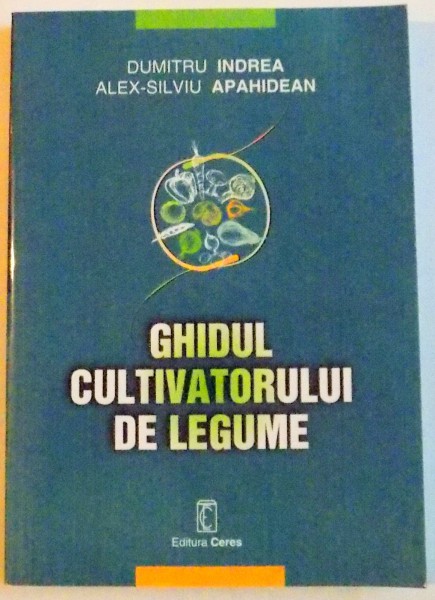 DUMITRU INDREA
ALEX-SILVIU APAHIDEAN
GHIDUL
CULTIVATORULUI
DE LEGUME
Editura Ceres